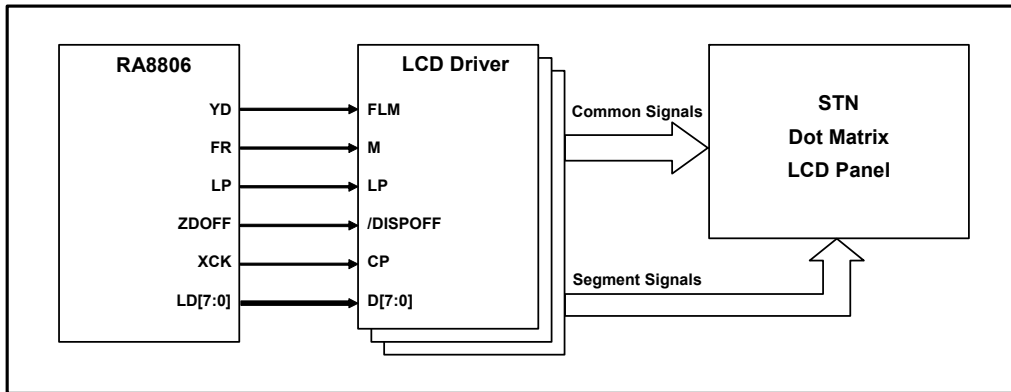 RA8806
YD
FR
LP
ZDOFF
XCK
LD[7:0]
LCD Driver
FLM
M
LP
/DISPOFF
CP
D[7:0]
Common Signals
Segment Signals
STN
Dot Matrix
LCD Panel